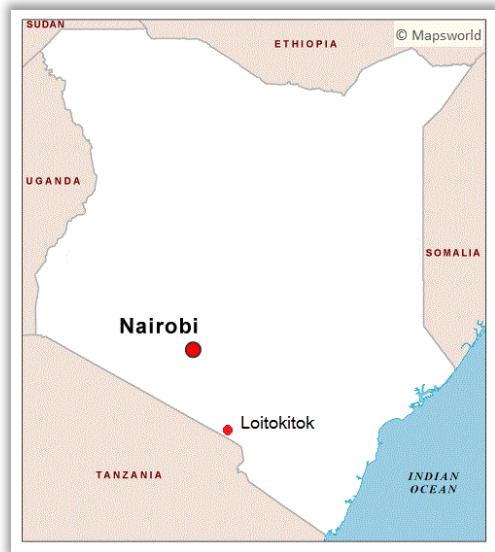 SUDAN
ETHIOPIA
© Mapsworld
UGANDA
SOMALIA
Nairobi
Loitokitok
TANZANIA
INDIAN
OCEAN